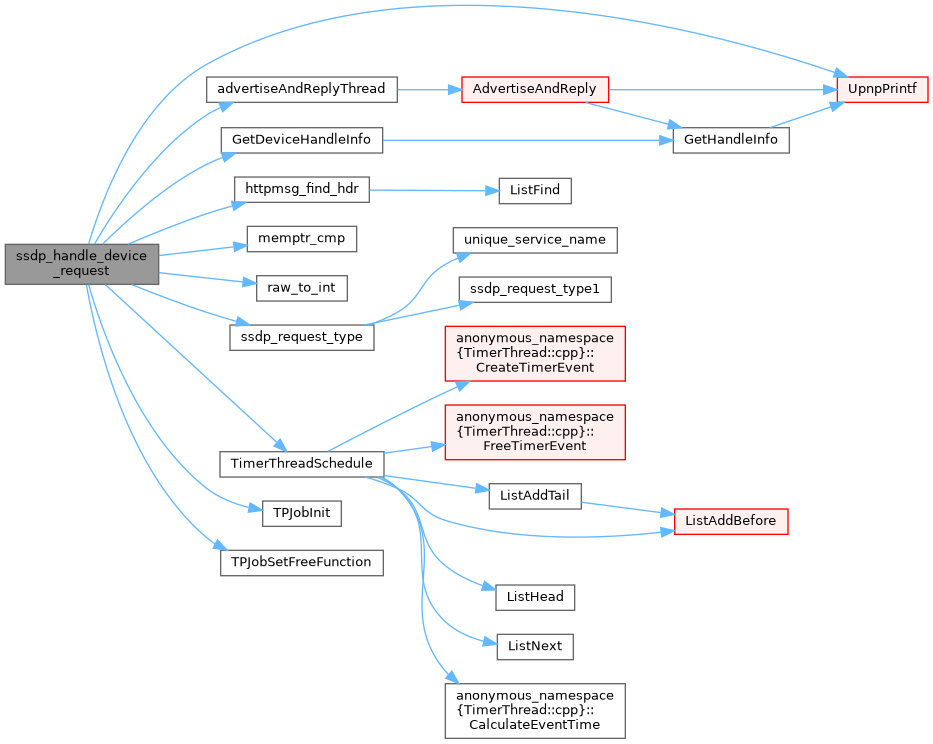 ssdp_handle_device
_request
advertiseAndReplyThread
AdvertiseAndReply
UpnpPrintf
GetDeviceHandleInfo
GetHandleInfo
httpmsg_find_hdr
ListFind
memptr_cmp
raw_to_int
ssdp_request_type
unique_service_name
ssdp_request_type1
TimerThreadSchedule
anonymous_namespace
{TimerThread::cpp}::
CreateTimerEvent
anonymous_namespace
{TimerThread::cpp}::
FreeTimerEvent
ListAddTail
ListAddBefore
ListHead
ListNext
anonymous_namespace
{TimerThread::cpp}::
CalculateEventTime
TPJobInit
TPJobSetFreeFunction